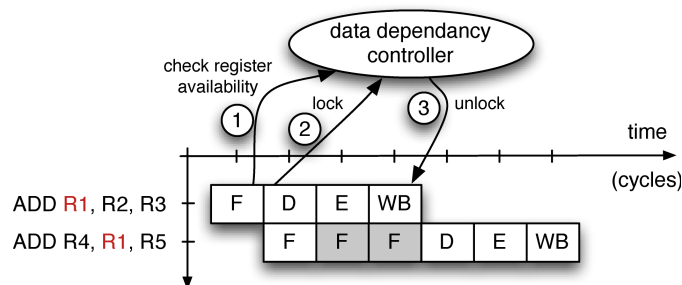 data dependancy
controller
check register
availability
lock
unlock
1
2
3
time
(cycles)
ADD R1, R2, R3
F D E WB
ADD R4, R1, R5
F F F D E WB